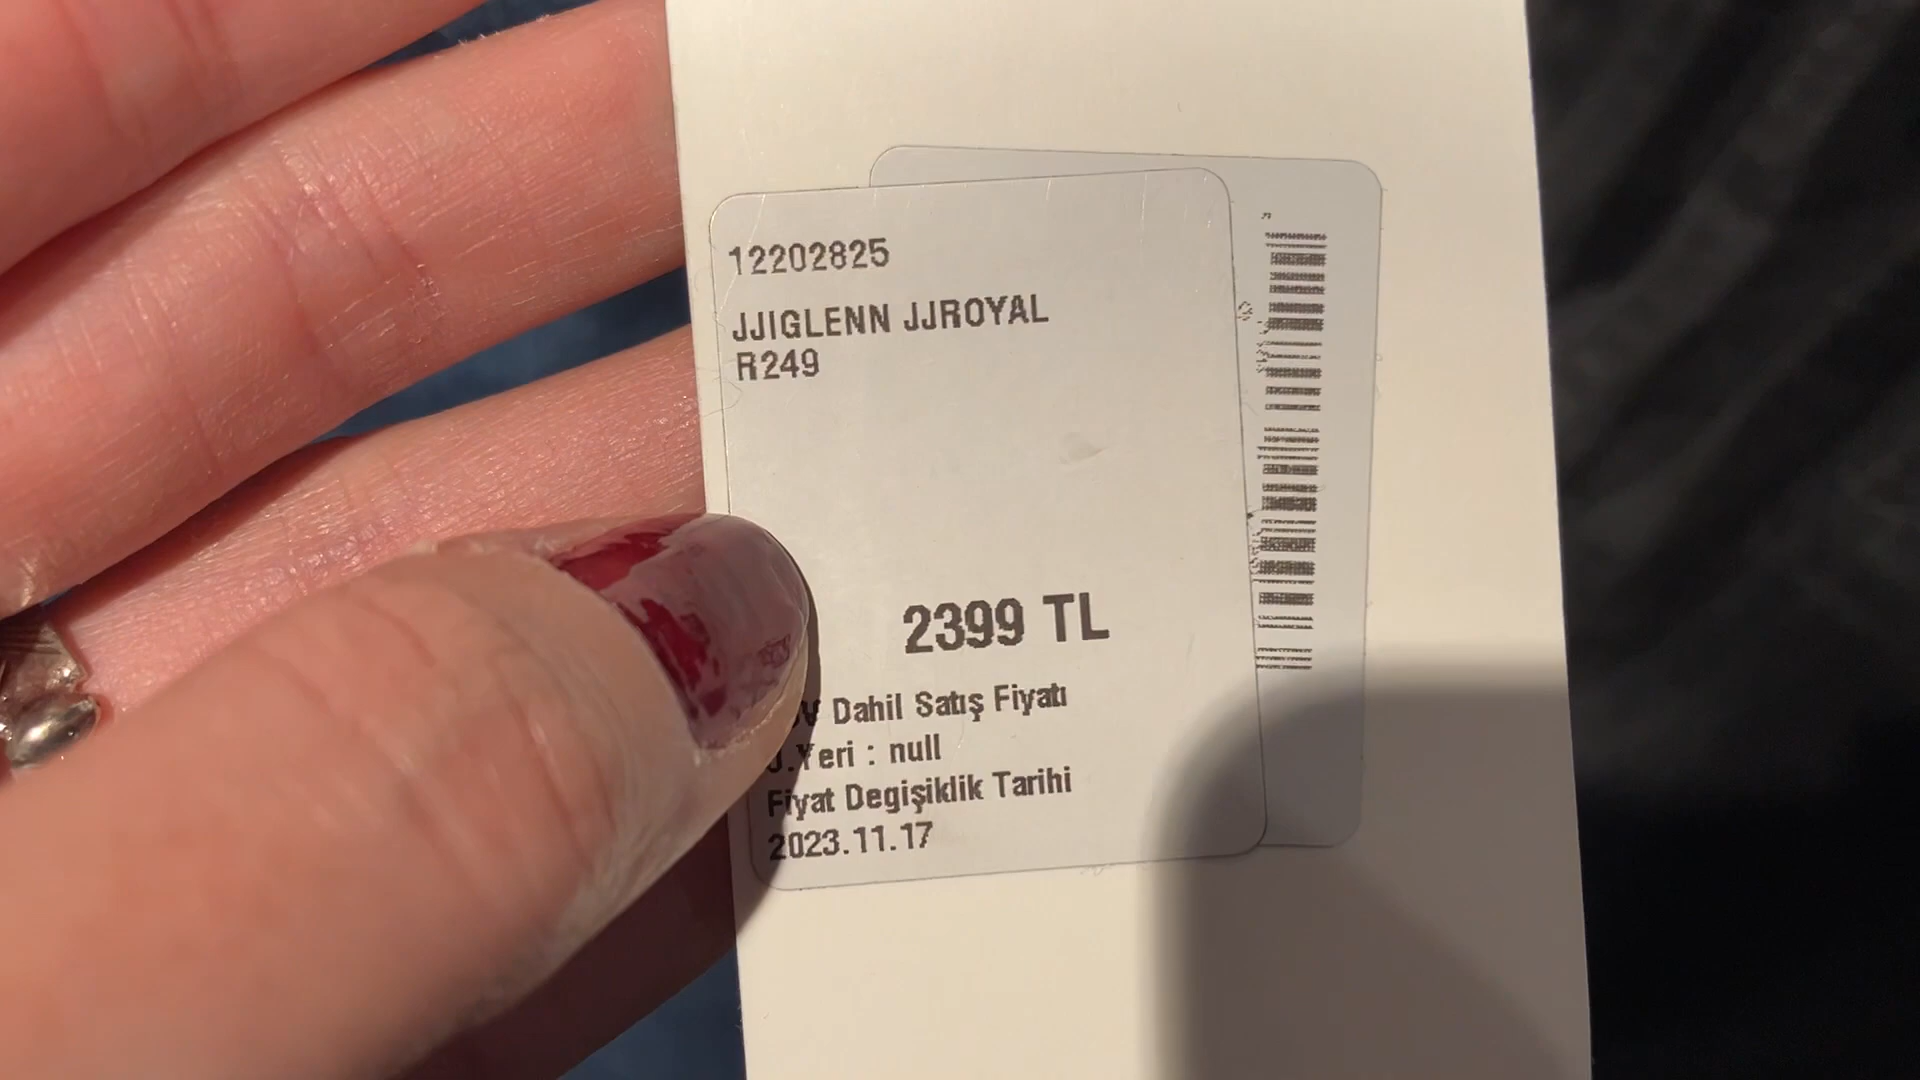 12202825
JJIGLENN JJROYAL
R249
2399 TL
Dahil Satış Fiyatı
.Yeri : null
Fiyat Degişiklik Tarihi
2023.11.17